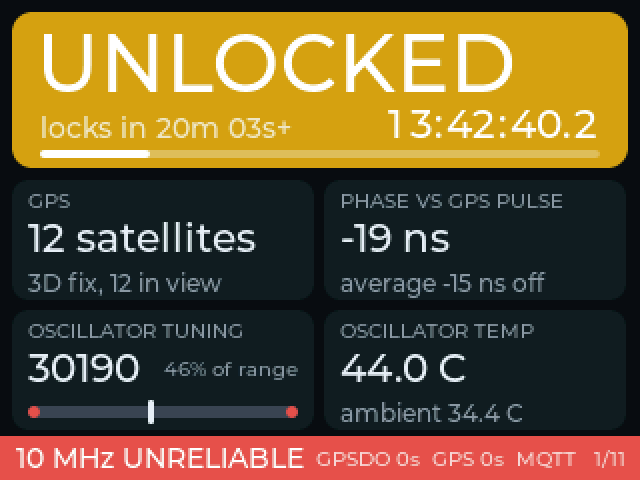 UNLOCKED
locks in 20m 03s+ 13:42:40.2
GPS
12 satellites
3D fix, 12 in view
PHASE VS GPS PULSE
-19 ns
average -15 ns off
OSCILLATOR TUNING
30190 46% of range
OSCILLATOR TEMP
44.0 C
ambient 34.4 C
10 MHz UNRELIABLE GPSDO 0s GPS 0s MQTT 1/11